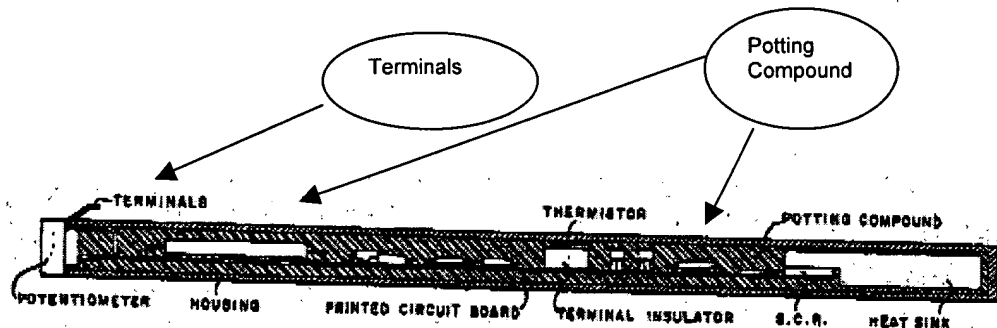 Terminals
Potting
Compound
TERMINALS
THERMISTOR
POTTING COMPOUND
POTENTIOMETER
HOUSING
PRINTED CIRCUIT BOARD
TERMINAL INSULATOR
S.C.R.
HEAT SINK